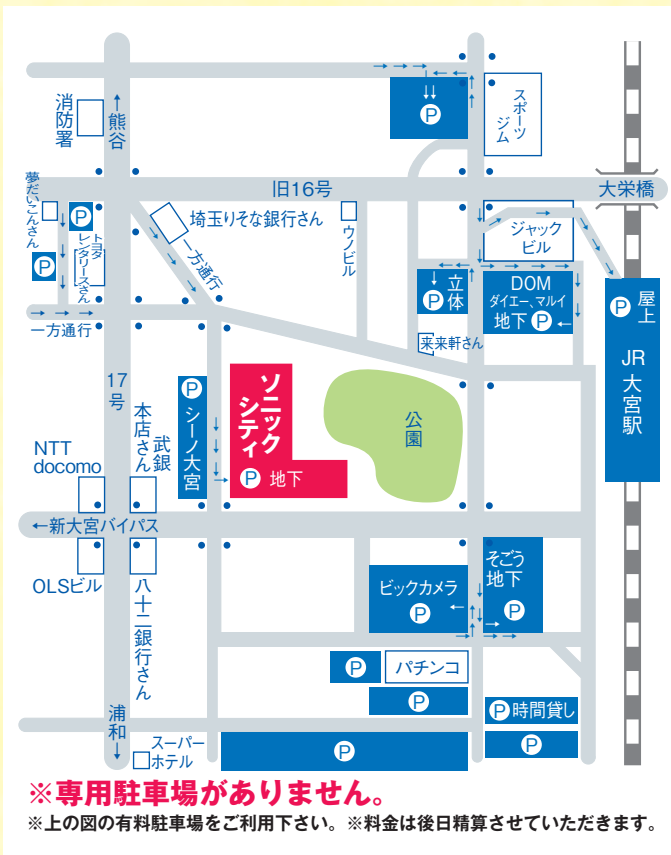 消防署
↑熊谷
スポーツジム
P
旧16号
大栄橋
夢だいこんさん
P
P
トヨタレンタリースさん
埼玉りそな銀行さん
一方通行
ウノビル
ジャックビル
立体
P
DOM
ダイエー、マルイ
地下 P
P 屋上
JR大宮駅
一方通行
来来軒さん
17号
P シーノ大宮
ソニックシティ
P 地下
公園
NTT
docomo
武銀本店さん
←新大宮バイパス
OLSビル
八十二銀行さん
ビックカメラ
P
そごう
地下
P
P
パチンコ
P
P 時間貸し
P
浦和↓
スーパー
ホテル
P
※専用駐車場がありません。
※上の図の有料駐車場をご利用下さい。※料金は後日精算させていただきます。